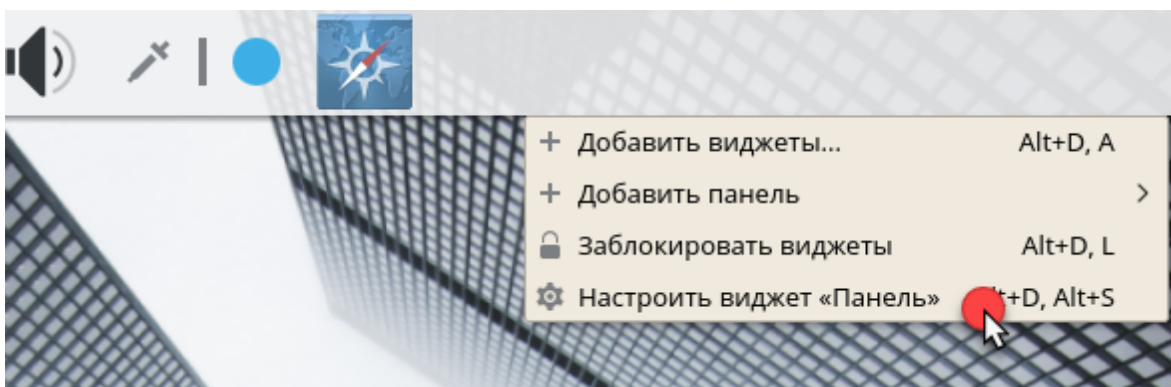 Добавить виджеты... Alt+D, A
Добавить панель
Заблокировать виджеты Alt+D, L
Настроить виджет «Панель» t+D, Alt+S